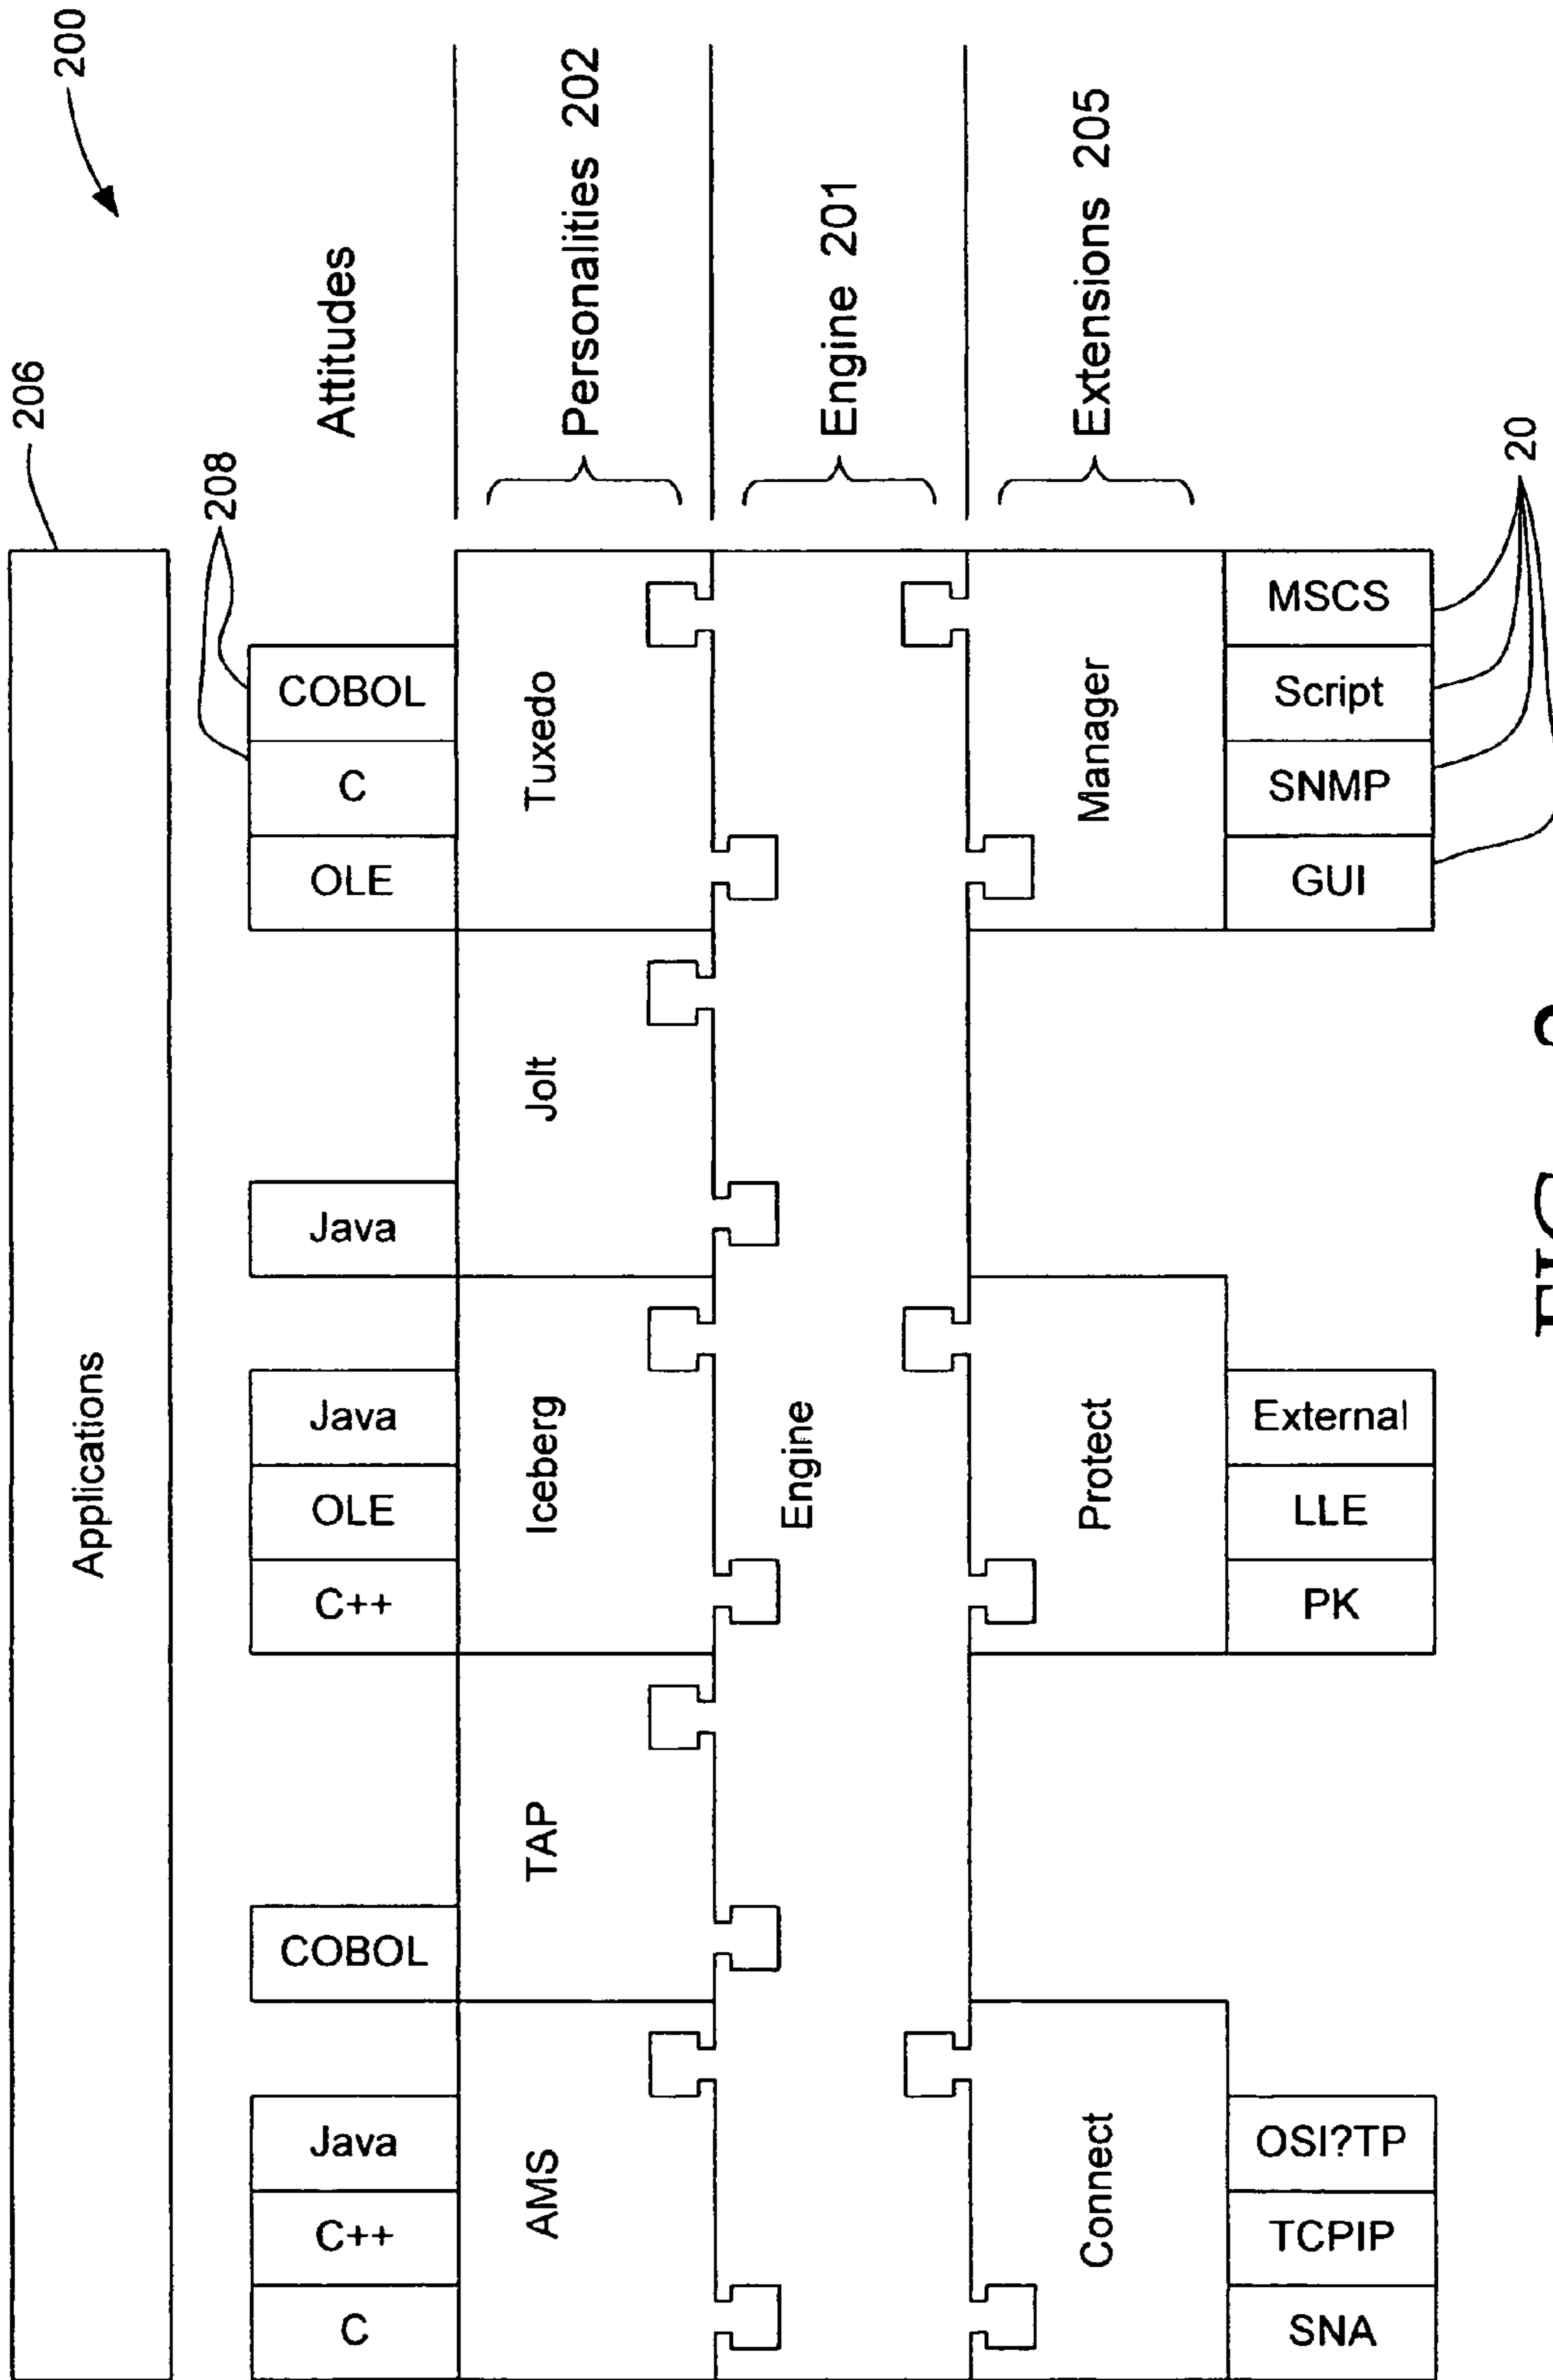 200
206
Applications
Attitudes
208
C
C++
Java
COBOL
C++
OLE
Java
Java
OLE
C
COBOL
AMS
TAP
Iceberg
Jolt
Tuxedo
Personalities 202
Engine
Engine 201
Connect
Protect
Manager
Extensions 205
SNA
TCPIP
OSI?TP
PK
LLE
External
GUI
SNMP
Script
MSCS
20